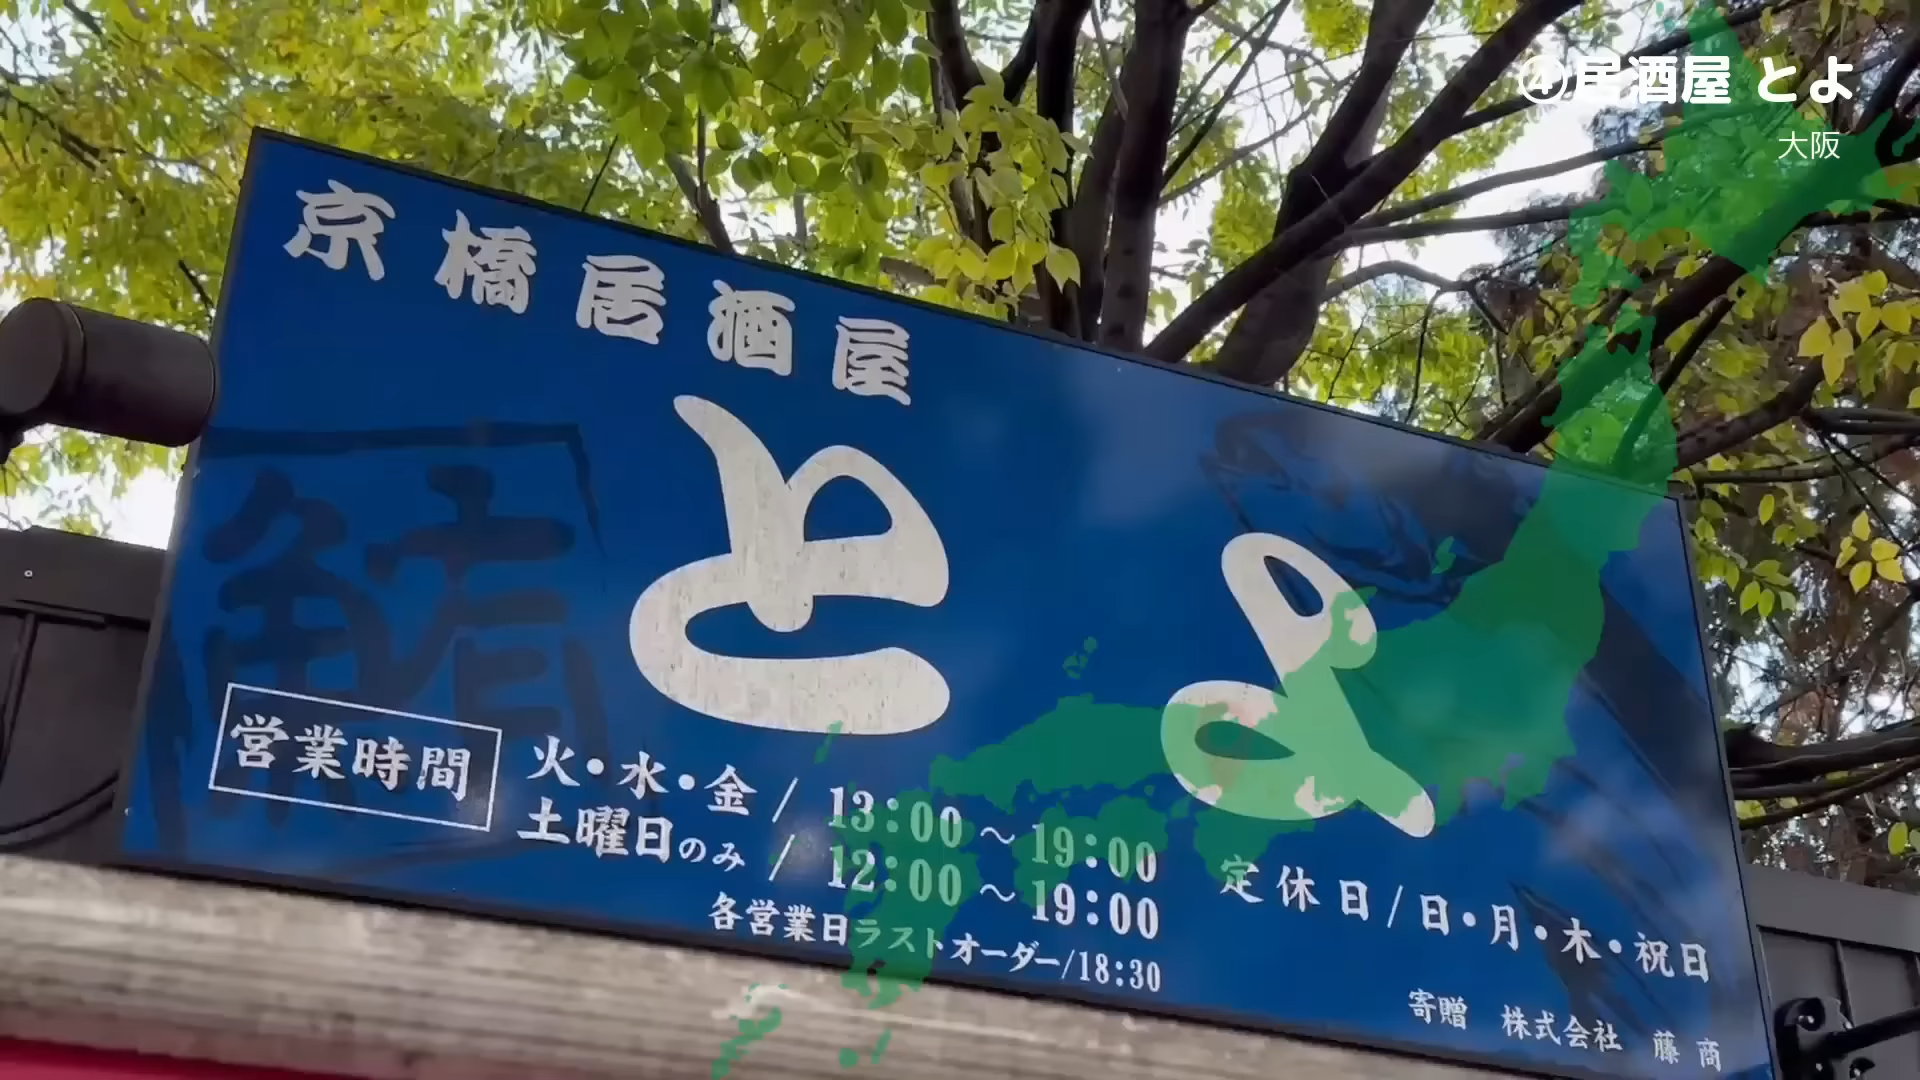 ④居酒屋 とよ
大阪
京橋居酒屋
とよ
営業時間
火・水・金 / 13:00～19:00
土曜日のみ / 12:00～19:00
各営業日ラストオーダー/18:30
定休日/日・月・木・祝日
寄贈 株式会社 藤商